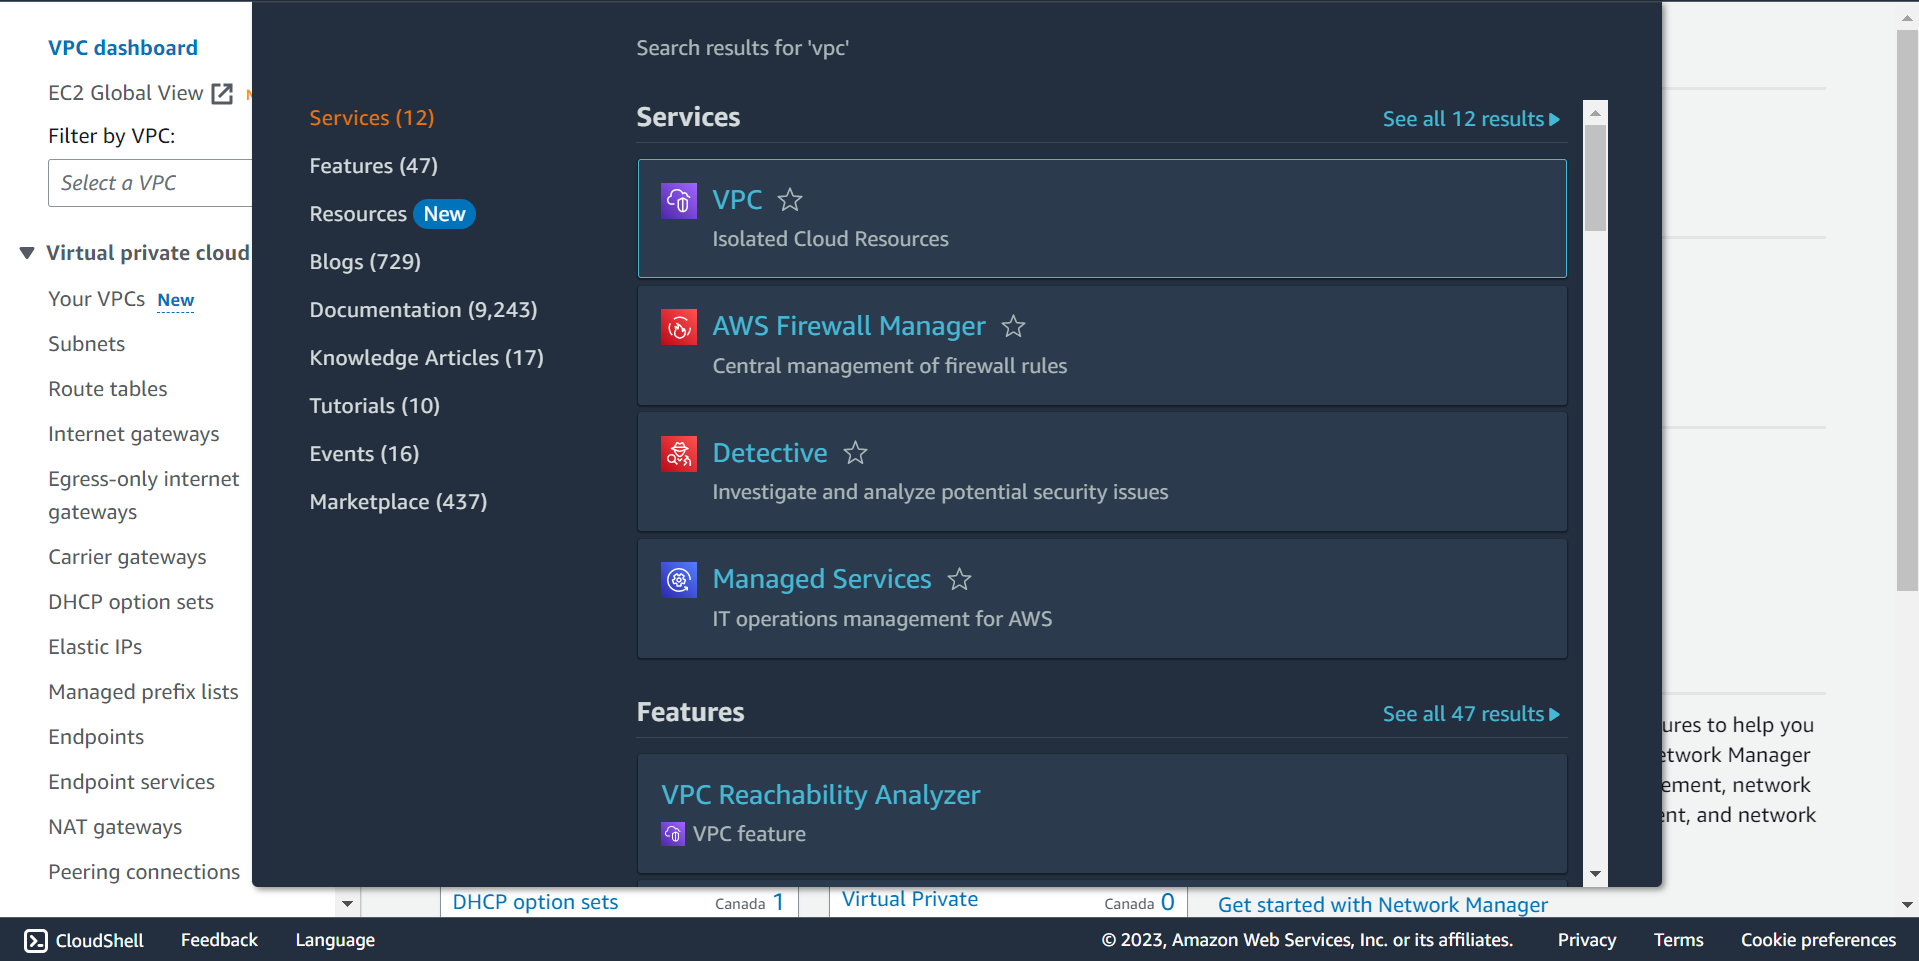 VPC dashboard
EC2 Global View
Filter by VPC:
Select a VPC
Virtual private cloud
Your VPCs New
Subnets
Route tables
Internet gateways
Egress-only internet
gateways
Carrier gateways
DHCP option sets
Elastic IPs
Managed prefix lists
Endpoints
Endpoint services
NAT gateways
Peering connections
Search results for 'vpc'
Services (12)
Features (47)
Resources New
Blogs (729)
Documentation (9,243)
Knowledge Articles (17)
Tutorials (10)
Events (16)
Marketplace (437)
Services
See all 12 results
VPC
Isolated Cloud Resources
AWS Firewall Manager
Central management of firewall rules
Detective
Investigate and analyze potential security issues
Managed Services
IT operations management for AWS
Features
See all 47 results
VPC Reachability Analyzer
VPC feature
ures to help you
etwork Manager
ement, network
ent, and network
DHCP option sets Canada 1
Virtual Private Canada 0
Get started with Network Manager
CloudShell Feedback Language © 2023, Amazon Web Services, Inc. or its affiliates. Privacy Terms Cookie preferences